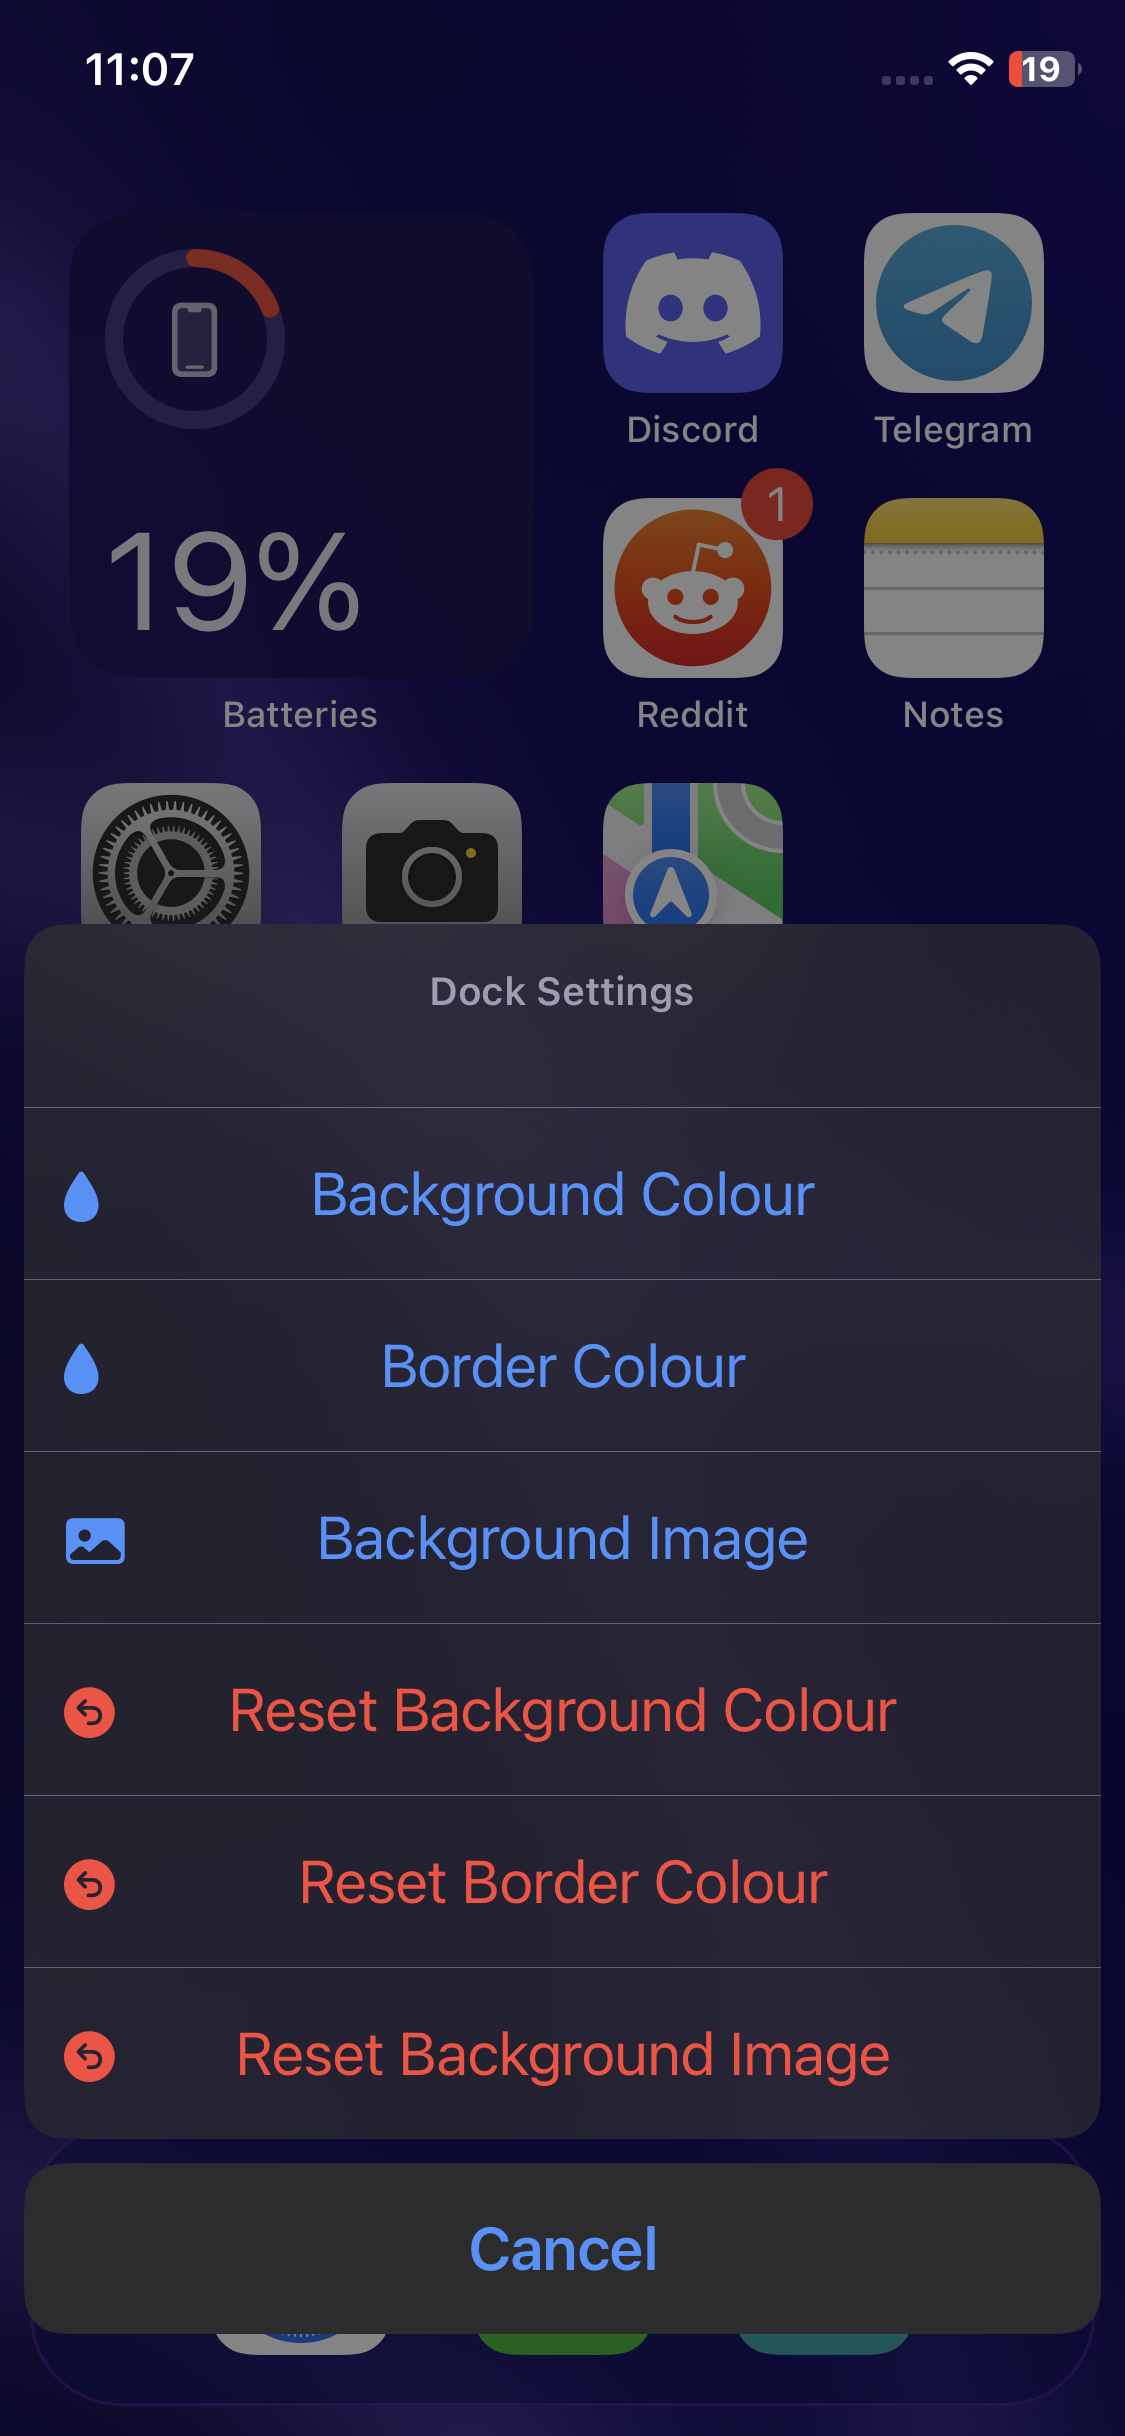 11:07
19
19%
Batteries
Discord
Telegram
1
Reddit
Notes
Dock Settings
Background Colour
Border Colour
Background Image
Reset Background Colour
Reset Border Colour
Reset Background Image
Cancel